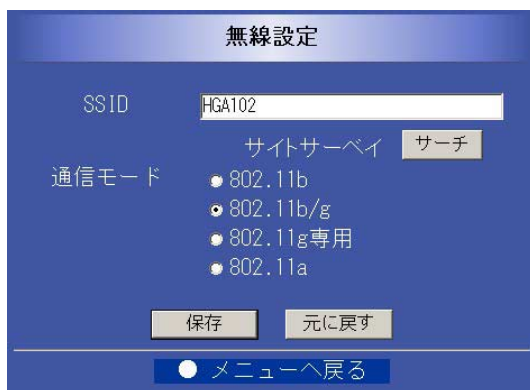 無線設定
SSID HGA102
サイトサーベイ サーチ
通信モード
802.11b
802.11b/g
802.11g専用
802.11a
保存 元に戻す
メニューへ戻る